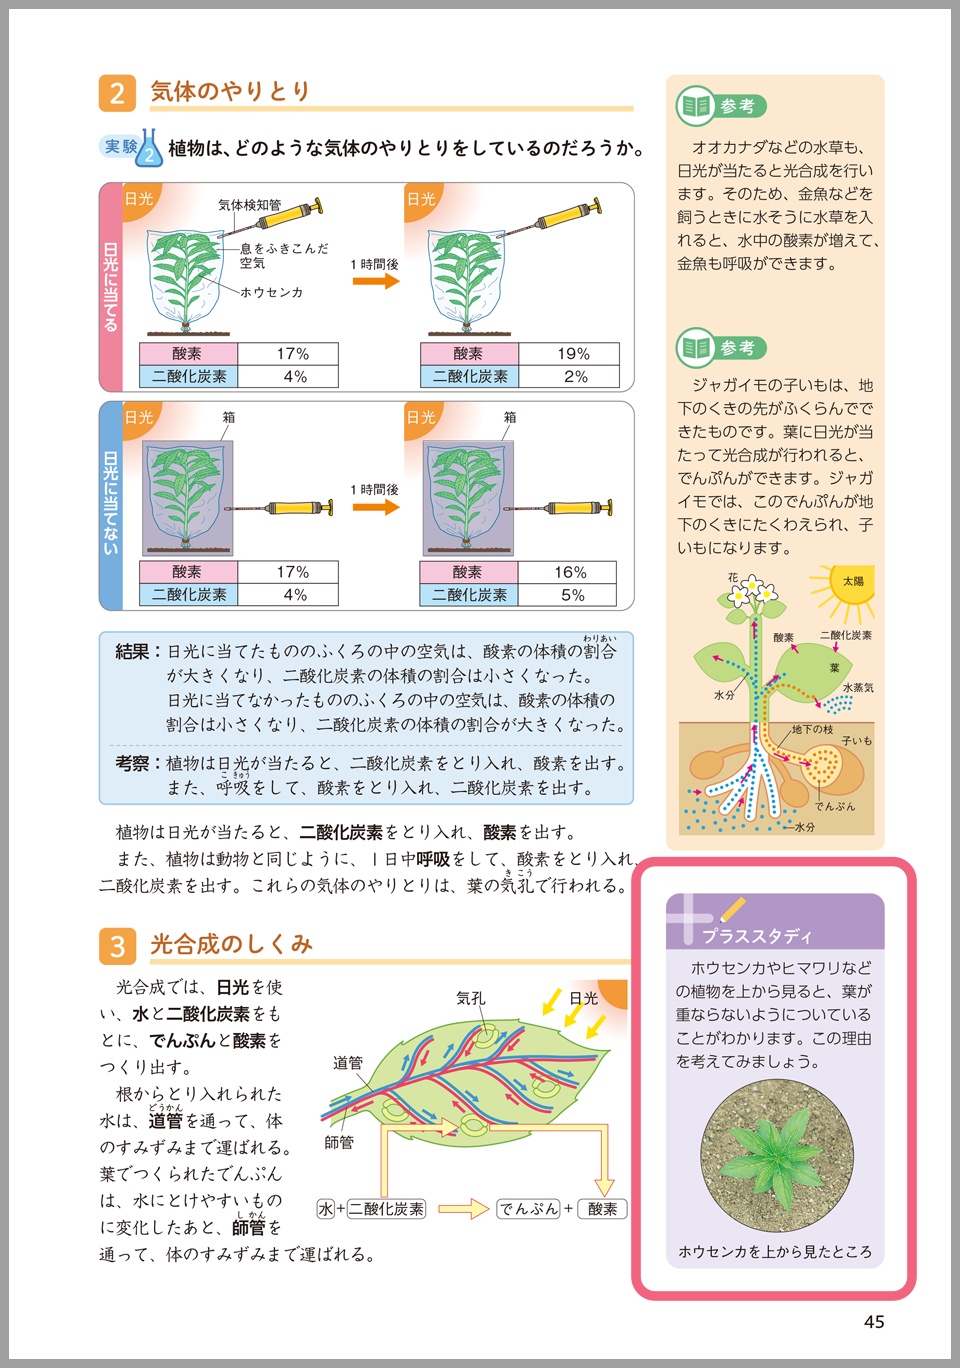 2 気体のやりとり
実験2 植物は、どのような気体のやりとりをしているのだろうか。
日光に当てる
日光
気体検知管
息をふきこんだ
空気
ホウセンカ
1時間後
日光
酸素 17%
二酸化炭素 4%
酸素 19%
二酸化炭素 2%
日光に当てない
日光
箱
1時間後
日光
箱
酸素 17%
二酸化炭素 4%
酸素 16%
二酸化炭素 5%
わりあい
結果：日光に当てたもののふくろの中の空気は、酸素の体積の割合
が大きくなり、二酸化炭素の体積の割合は小さくなった。
日光に当てなかったもののふくろの中の空気は、酸素の体積の
割合は小さくなり、二酸化炭素の体積の割合が大きくなった。
考察：植物は日光が当たると、二酸化炭素をとり入れ、酸素を出す。
こきゅう
また、呼吸をして、酸素をとり入れ、二酸化炭素を出す。
植物は日光が当たると、二酸化炭素をとり入れ、酸素を出す。
また、植物は動物と同じように、1日中呼吸をして、酸素をとり入れ、
きこう
二酸化炭素を出す。これらの気体のやりとりは、葉の気孔で行われる。
3 光合成のしくみ
光合成では、日光を使
い、水と二酸化炭素をも
とに、でんぷんと酸素を
つくり出す。
根からとり入れられた
どうかん
水は、道管を通って、体
のすみずみまで運ばれる。
葉でつくられたでんぷん
は、水にとけやすいもの
しかん
に変化したあと、師管を
通って、体のすみずみまで運ばれる。
気孔
日光
道管
師管
水+二酸化炭素
でんぷん+酸素
参考
オオカナダなどの水草も、
日光が当たると光合成を行い
ます。そのため、金魚などを
飼うときに水そうに水草を入
れると、水中の酸素が増えて、
金魚も呼吸ができます。
参考
ジャガイモの子いもは、地
下のくきの先がふくらんでで
きたものです。葉に日光が当
たって光合成が行われると、
でんぷんができます。ジャガ
イモでは、このでんぷんが地
下のくきにたくわえられ、子
いもになります。
花
太陽
酸素
二酸化炭素
葉
水分
水蒸気
地下の枝
子いも
でんぷん
水分
プラススタディ
ホウセンカやヒマワリなど
の植物を上から見ると、葉が
重ならないようについている
ことがわかります。この理由
を考えてみましょう。
ホウセンカを上から見たところ
45